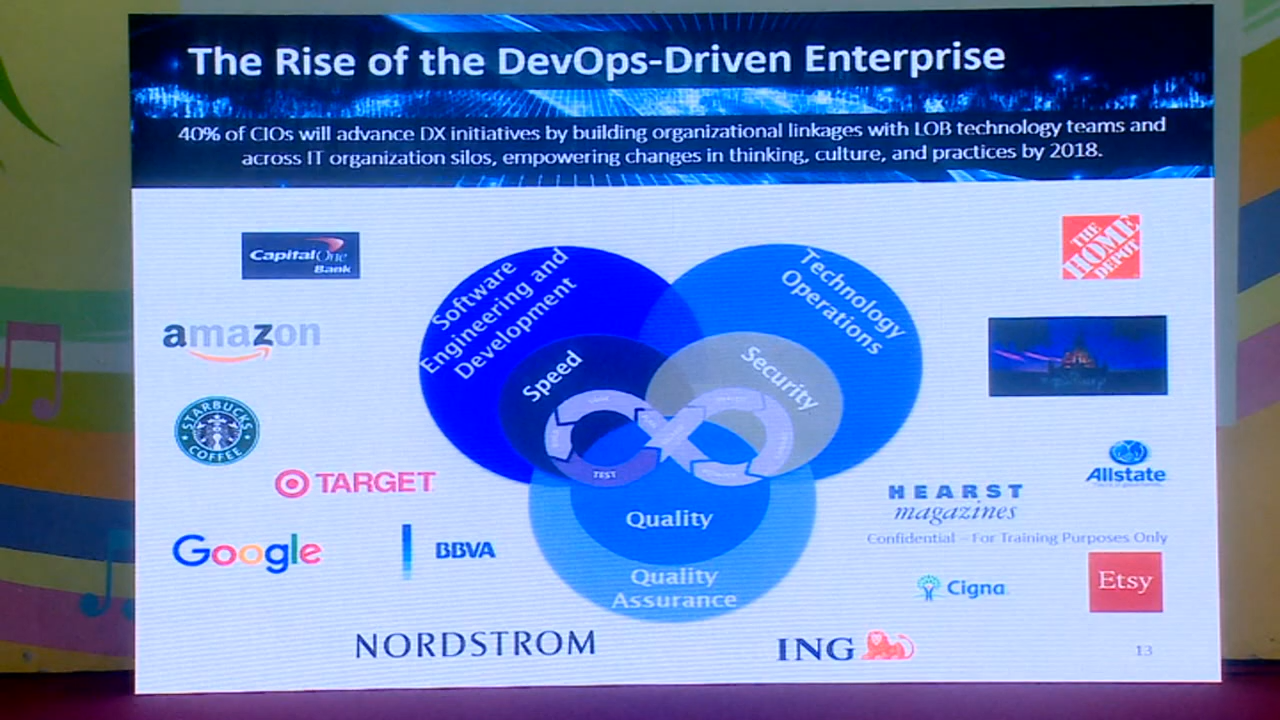 The Rise of the DevOps-Driven Enterprise
40% of CIOs will advance DX initiatives by building organizational linkages with LOB technology teams and
across IT organization silos, empowering changes in thinking, culture, and practices by 2018.
CapitalOne
Bank
amazon
STARBUCKS
COFFEE
TARGET
Google
BBVA
NORDSTROM
Software
Engineering and
Development
Speed
Technology
Operations
Security
TEST
Quality
Quality
Assurance
THE
HOME
DEPOT
Allstate
HEARST
magazines
Confidential – For Training Purposes Only
Cigna
Etsy
ING
13